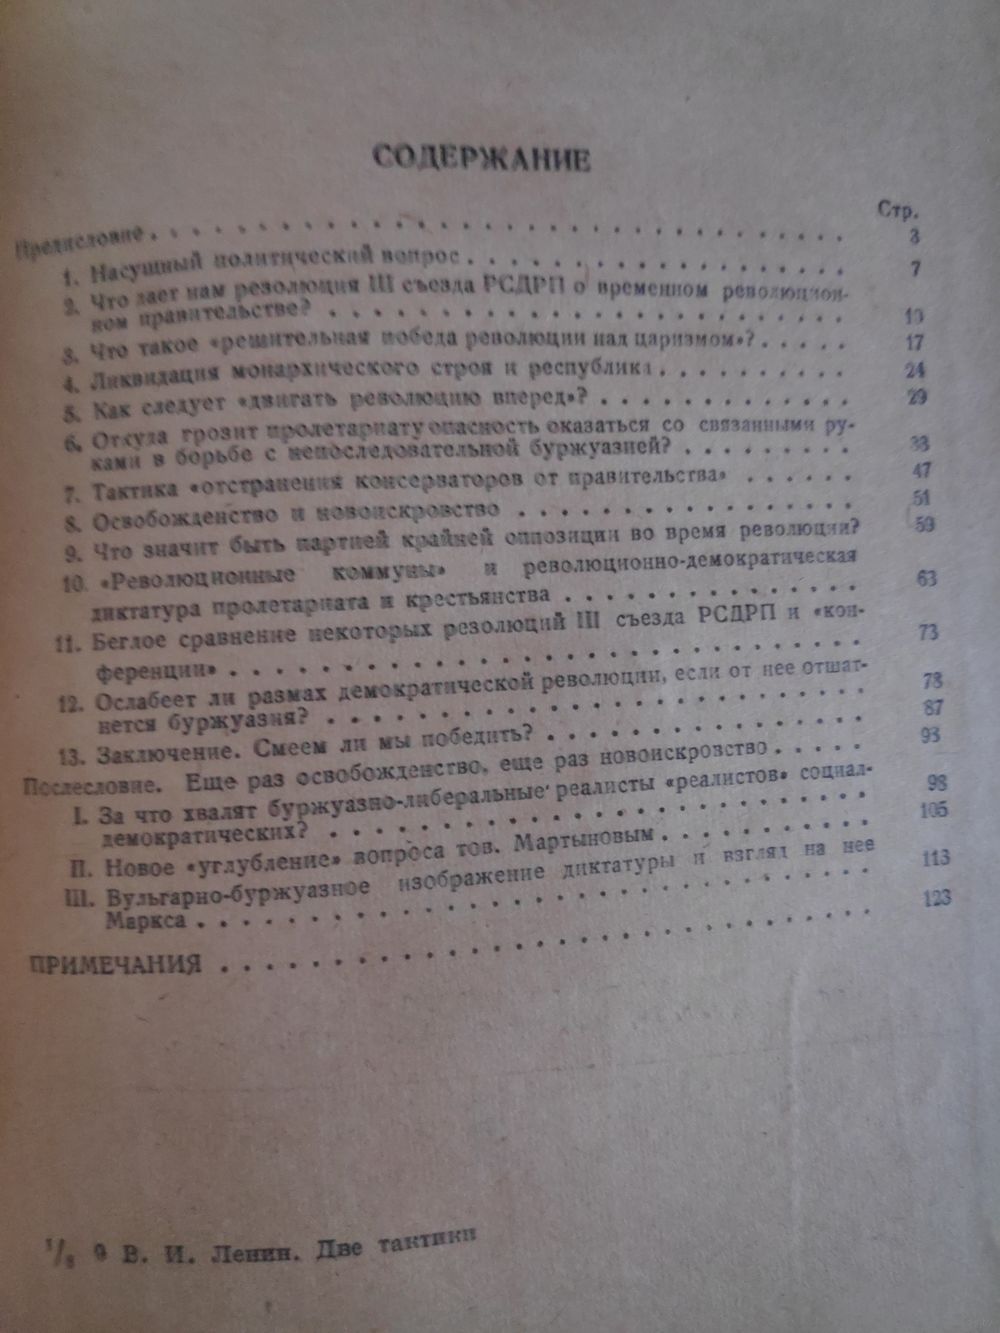 СОДЕРЖАНИЕ
Стр.
Предисловие . . . . . . . . . . . . . . . . . . . . . . . . . . . . . . . . 3
1. Насущный политический вопрос . . . . . . . . . . . . . . . . . . . 7
2. Что дает нам революция III съезда РСДРП о временном революцион-
ном правительстве? . . . . . . . . . . . . . . . . . . . . . . . . . . 10
3. Что такое «решительная победа революции над царизмом»? . . . . . 17
4. Ликвидация монархического строя и республика . . . . . . . . . . 24
5. Как следует «двигать революцию вперед»? . . . . . . . . . . . . . 29
6. Откуда грозит пролетариату опасность оказаться со связанными ру-
ками в борьбе с непоследовательной буржуазией? . . . . . . . . . 33
7. Тактика «отстранения консерваторов от правительства» . . . . . . 47
8. Освобожденство и новоискровство . . . . . . . . . . . . . . . . . 51
9. Что значит быть партией крайней оппозиции во время революции? 59
10. «Революционные коммуны» и революционно-демократическая
диктатура пролетариата и крестьянства . . . . . . . . . . . . . . . 63
11. Беглое сравнение некоторых резолюций III съезда РСДРП и «кон-
ференции» . . . . . . . . . . . . . . . . . . . . . . . . . . . . . . . 73
12. Ослабеет ли размах демократической революции, если от нее отшат-
нется буржуазия? . . . . . . . . . . . . . . . . . . . . . . . . . . . 78
13. Заключение. Смеем ли мы победить? . . . . . . . . . . . . . . . . 87
Послесловие. Еще раз освобожденство, еще раз новоискровство . . . . . 93
I. За что хвалят буржуазно-либеральные реалисты «реалистов» социал-
демократических? . . . . . . . . . . . . . . . . . . . . . . . . . . . 98
II. Новое «углубление» вопроса тов. Мартыновым . . . . . . . . . . . 105
III. Вульгарно-буржуазное изображение диктатуры и взгляд на нее
Маркса . . . . . . . . . . . . . . . . . . . . . . . . . . . . . . . . . 113
ПРИМЕЧАНИЯ . . . . . . . . . . . . . . . . . . . . . . . . . . . . . . . 123
9 В. И. Ленин. Две тактики